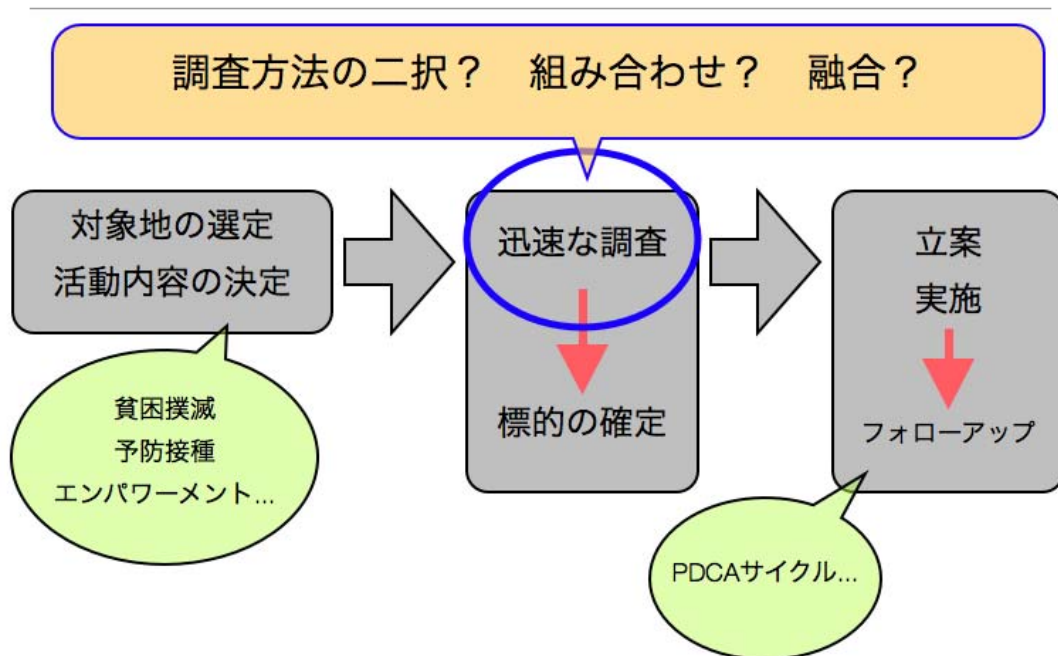 調査方法の二択？　組み合わせ？　融合？
対象地の選定
活動内容の決定
貧困撲滅
予防接種
エンパワーメント...
迅速な調査
標的の確定
立案
実施
フォローアップ
PDCAサイクル...